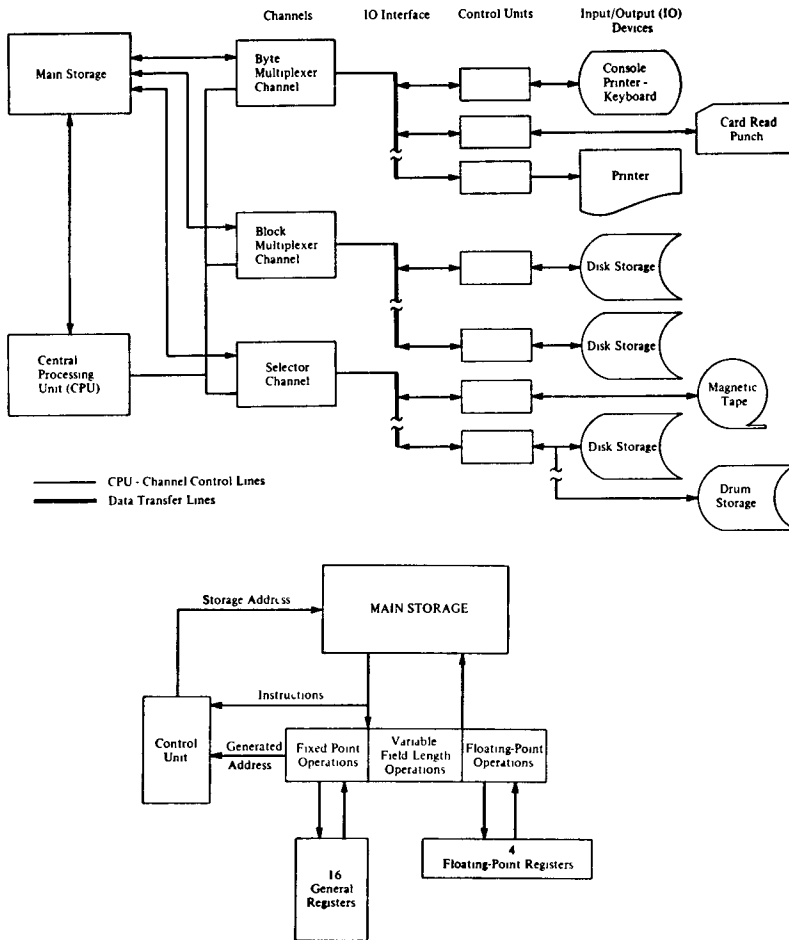 Channels
IO Interface
Control Units
Input/Output (IO)
Devices
Main Storage
Byte
Multiplexer
Channel
Console
Printer -
Keyboard
Card Read
Punch
Printer
Block
Multiplexer
Channel
Disk Storage
Disk Storage
Central
Processing
Unit (CPU)
Selector
Channel
Magnetic
Tape
Disk Storage
Drum
Storage
CPU - Channel Control Lines
Data Transfer Lines
Storage Address
MAIN STORAGE
Instructions
Control
Unit
Generated
Address
Fixed Point
Operations
Variable
Field Length
Operations
Floating-Point
Operations
16
General
Registers
4
Floating-Point Registers